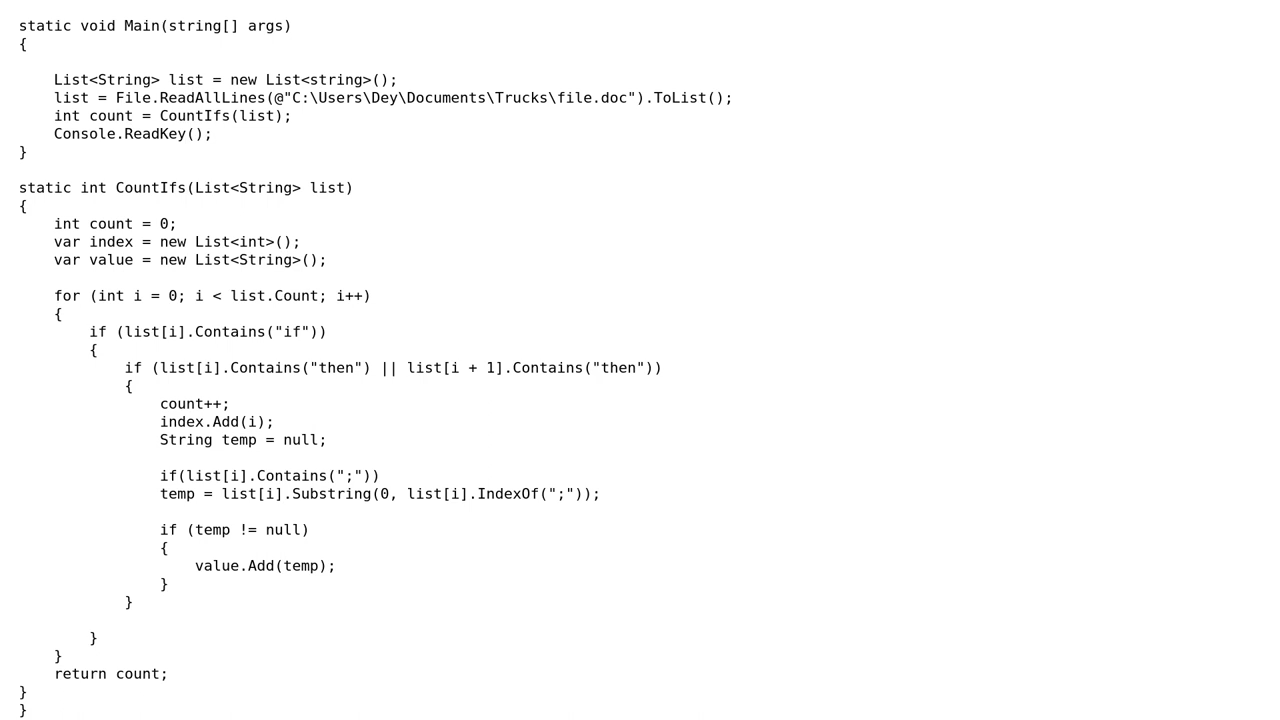 static void Main(string[] args)
{
List<String> list = new List<string>();
list = File.ReadAllLines(@"C:\Users\Dey\Documents\Trucks\file.doc").ToList();
int count = CountIfs(list);
Console.ReadKey();
}
static int CountIfs(List<String> list)
{
int count = 0;
var index = new List<int>();
var value = new List<String>();
for (int i = 0; i < list.Count; i++)
{
if (list[i].Contains("if"))
{
if (list[i].Contains("then") || list[i + 1].Contains("then"))
{
count++;
index.Add(i);
String temp = null;
if(list[i].Contains(";"))
temp = list[i].Substring(0, list[i].IndexOf(";"));
if (temp != null)
{
value.Add(temp);
}
}
}
}
return count;
}
}